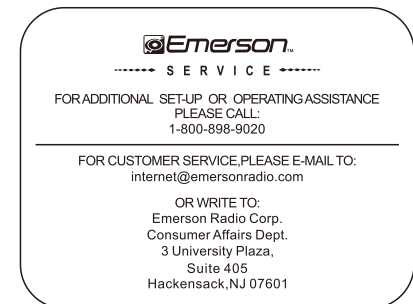 Emerson™
SERVICE
FOR ADDITIONAL SET-UP OR OPERATING ASSISTANCE
PLEASE CALL:
1-800-898-9020
FOR CUSTOMER SERVICE,PLEASE E-MAIL TO:
internet@emersonradio.com
OR WRITE TO:
Emerson Radio Corp.
Consumer Affairs Dept.
3 University Plaza,
Suite 405
Hackensack,NJ 07601